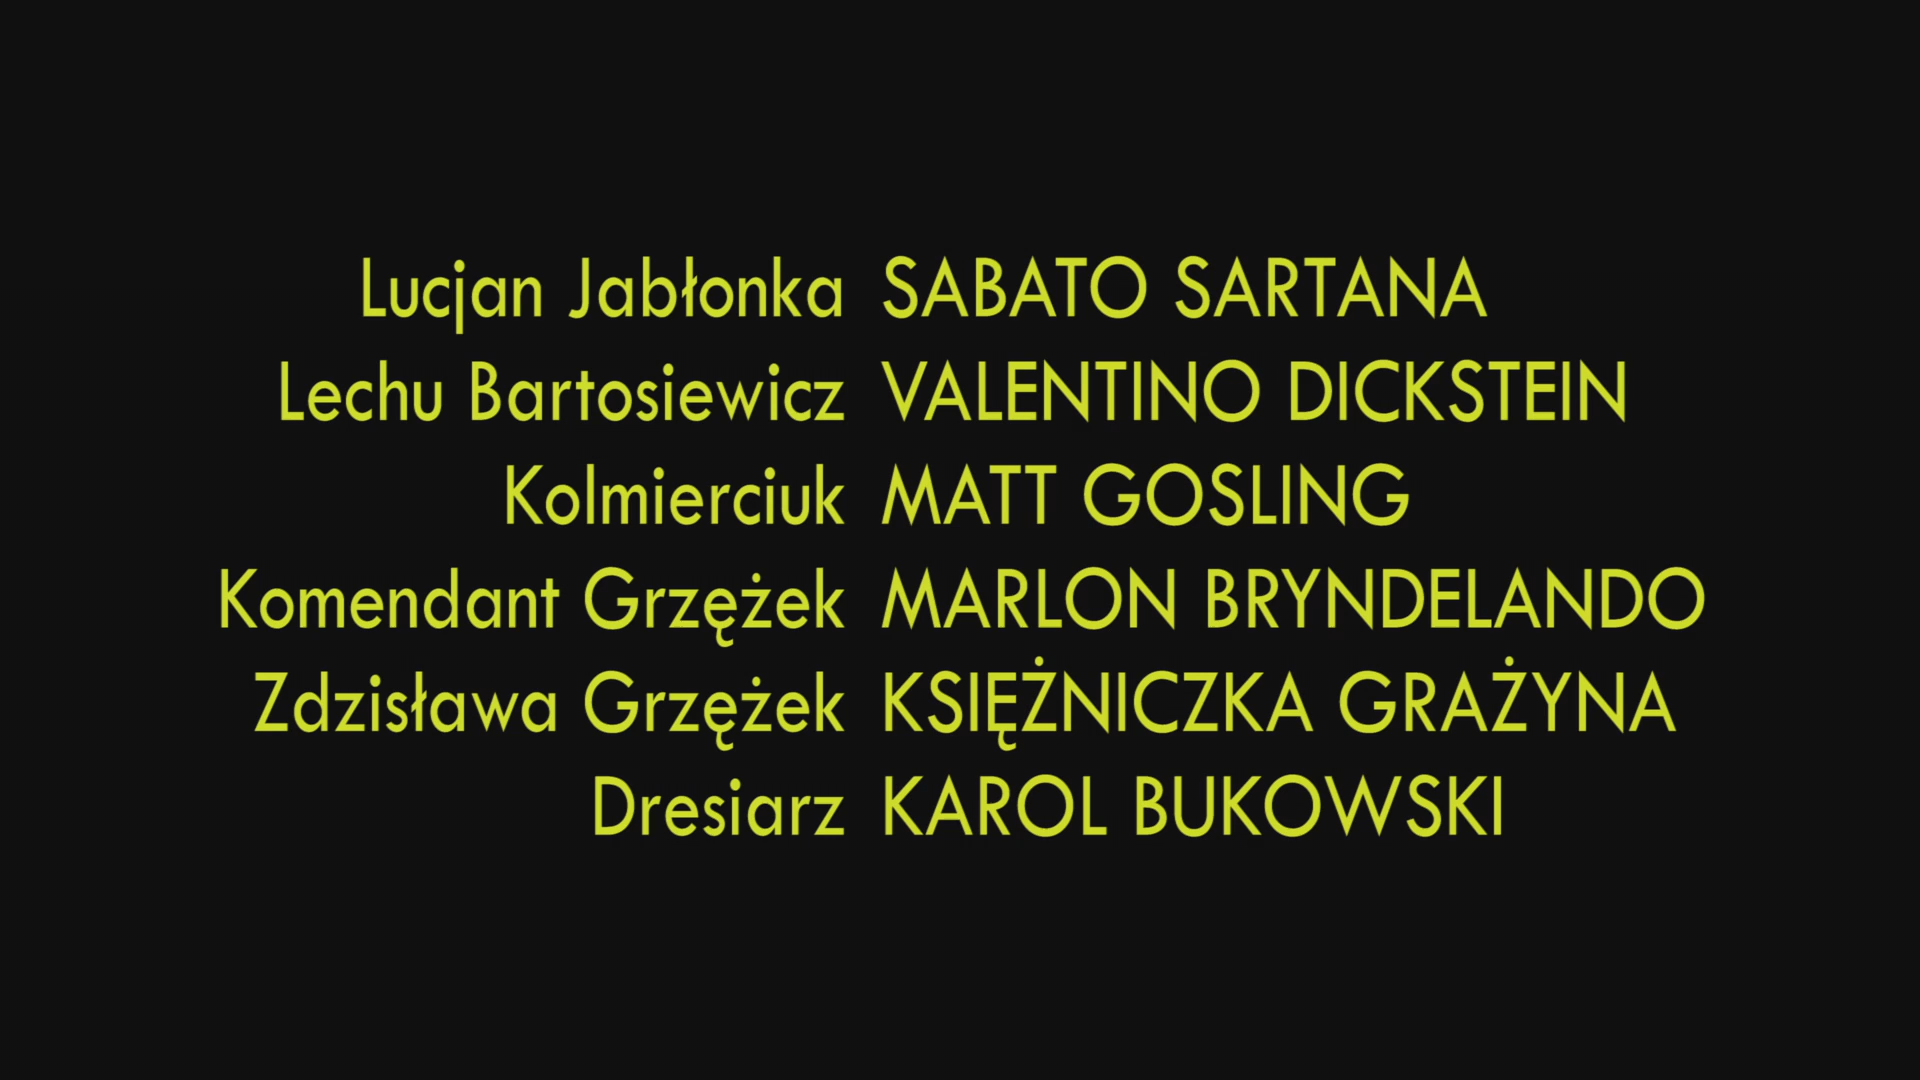 Lucjan Jabłonka SABATO SARTANA
Lechu Bartosiewicz VALENTINO DICKSTEIN
Kolmierciuk MATT GOSLING
Komendant Grzężek MARLON BRYNDELANDO
Zdzisława Grzężek KSIĘŻNICZKA GRAŻYNA
Dresiarz KAROL BUKOWSKI